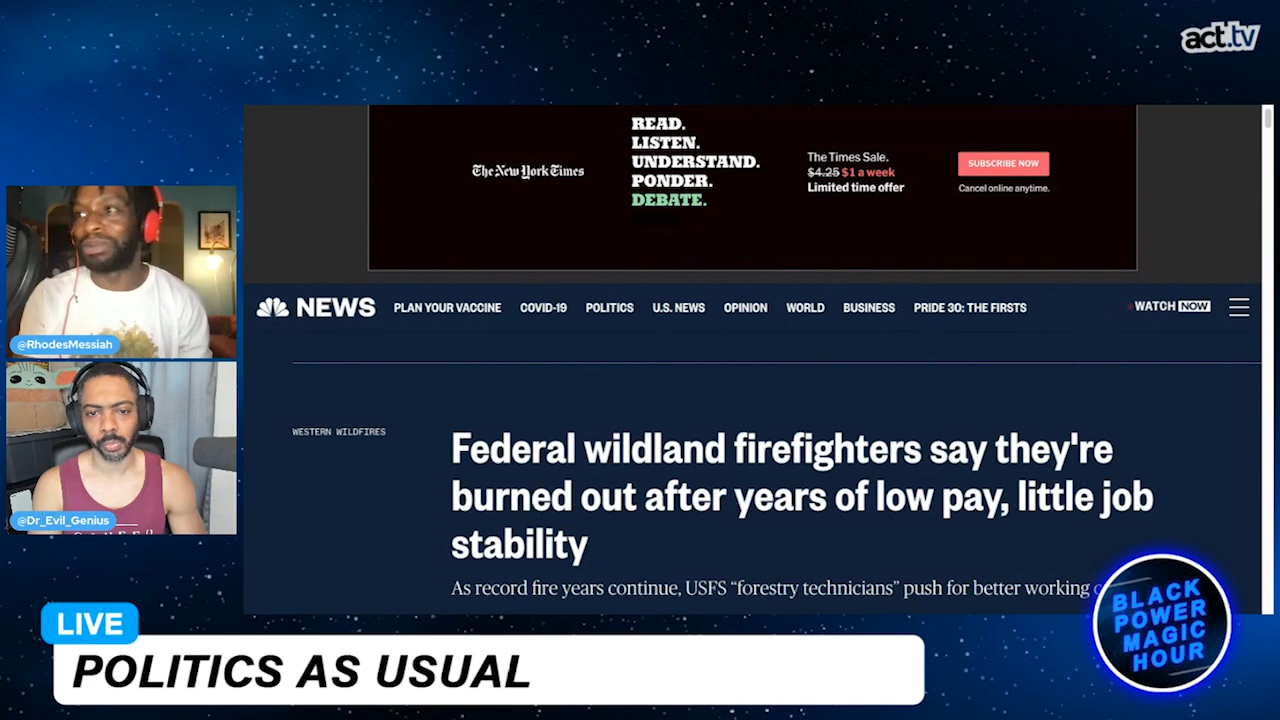 act.tv
READ.
LISTEN.
UNDERSTAND.
PONDER.
DEBATE.
The New York Times
The Times Sale.
$4.25 $1 a week
Limited time offer
SUBSCRIBE NOW
Cancel online anytime.
NEWS PLAN YOUR VACCINE COVID-19 POLITICS U.S. NEWS OPINION WORLD BUSINESS PRIDE 30: THE FIRSTS WATCH NOW
@RhodesMessiah
WESTERN WILDFIRES
Federal wildland firefighters say they're
burned out after years of low pay, little job
stability
As record fire years continue, USFS “forestry technicians” push for better working
@Dr_Evil_Genius
LIVE
POLITICS AS USUAL
BLACK
POWER
MAGIC
HOUR